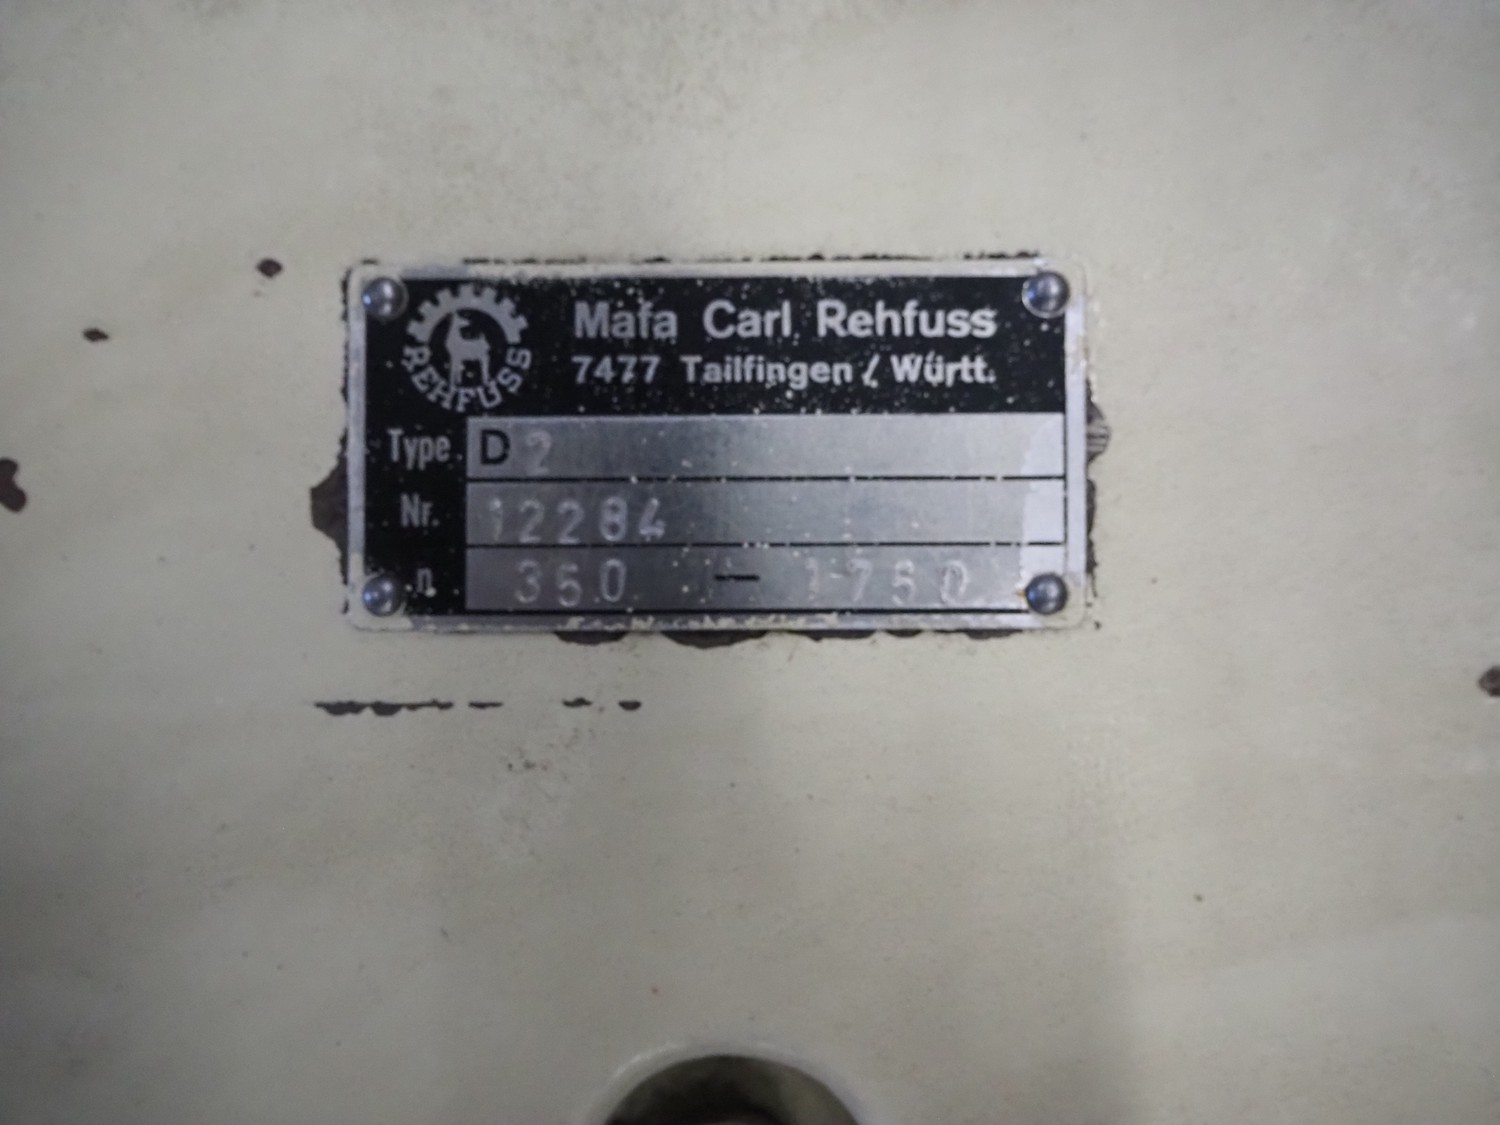 REHFUSS
Mafa Carl Rehfuss
7477 Tailfingen / Württ.
Type D 2
Nr. 12284
n 350 — 1750